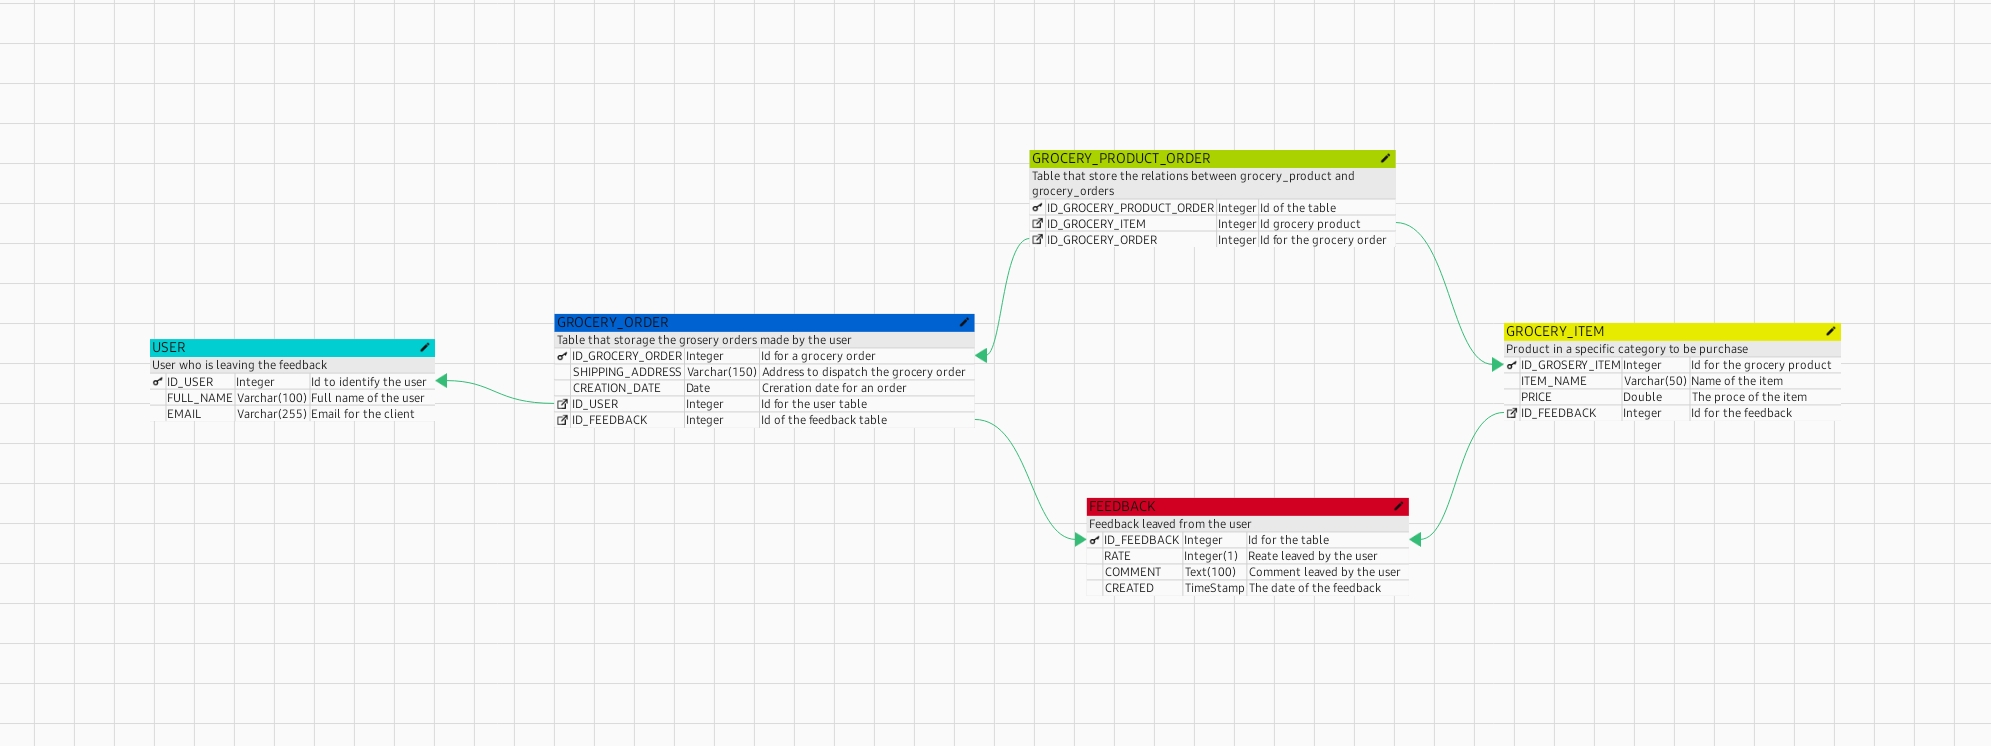 GROCERY_PRODUCT_ORDER
Table that store the relations between grocery_product and
grocery_orders
ID_GROCERY_PRODUCT_ORDER Integer Id of the table
ID_GROCERY_ITEM Integer Id grocery product
ID_GROCERY_ORDER Integer Id for the grocery order
USER
User who is leaving the feedback
ID_USER Integer Id to identify the user
FULL_NAME Varchar(100) Full name of the user
EMAIL Varchar(255) Email for the client
GROCERY_ORDER
Table that storage the grosery orders made by the user
ID_GROCERY_ORDER Integer Id for a grocery order
SHIPPING_ADDRESS Varchar(150) Address to dispatch the grocery order
CREATION_DATE Date Creration date for an order
ID_USER Integer Id for the user table
ID_FEEDBACK Integer Id of the feedback table
GROCERY_ITEM
Product in a specific category to be purchase
ID_GROSERY_ITEM Integer Id for the grocery product
ITEM_NAME Varchar(50) Name of the item
PRICE Double The proce of the item
ID_FEEDBACK Integer Id for the feedback
FEEDBACK
Feedback leaved from the user
ID_FEEDBACK Integer Id for the table
RATE Integer(1) Reate leaved by the user
COMMENT Text(100) Comment leaved by the user
CREATED TimeStamp The date of the feedback